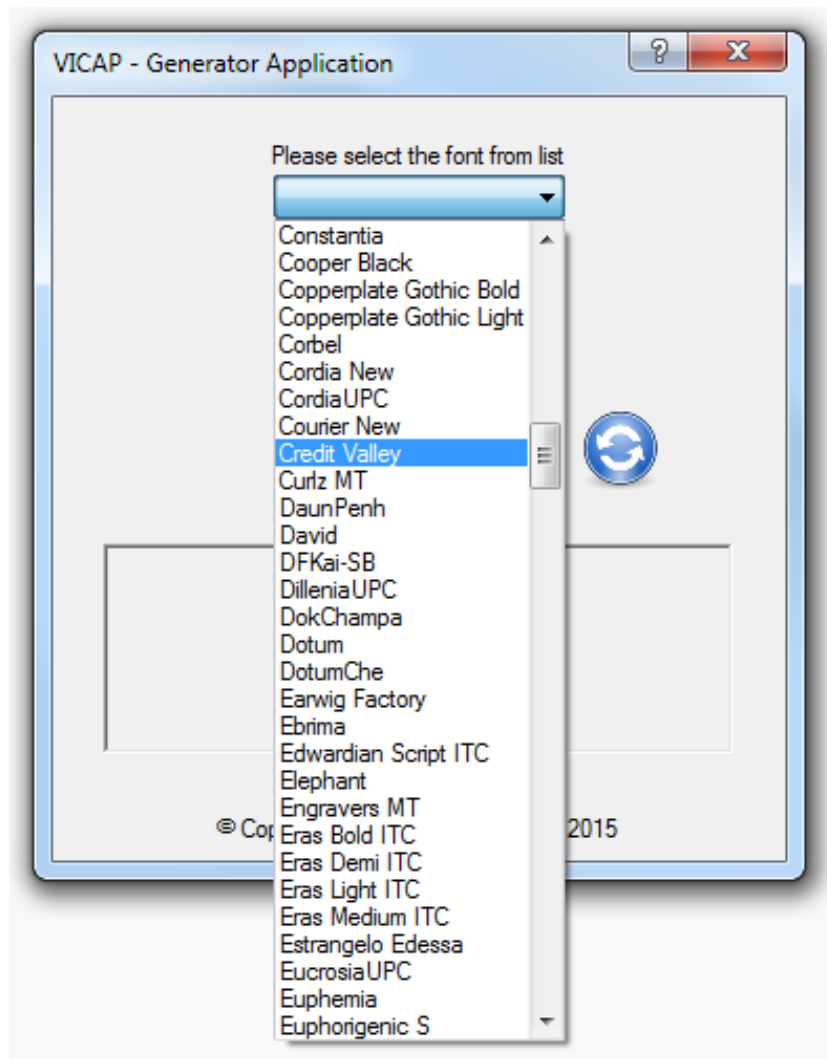 VICAP - Generator Application
Please select the font from list
Constantia
Cooper Black
Copperplate Gothic Bold
Copperplate Gothic Light
Corbel
Cordia New
CordiaUPC
Courier New
Credit Valley
Curlz MT
DaunPenh
David
DFKai-SB
DilleniaUPC
DokChampa
Dotum
DotumChe
Earwig Factory
Ebrima
Edwardian Script ITC
Elephant
Engravers MT
Eras Bold ITC
Eras Demi ITC
Eras Light ITC
Eras Medium ITC
Estrangelo Edessa
EucrosiaUPC
Euphemia
Euphorigenic S
© 2015